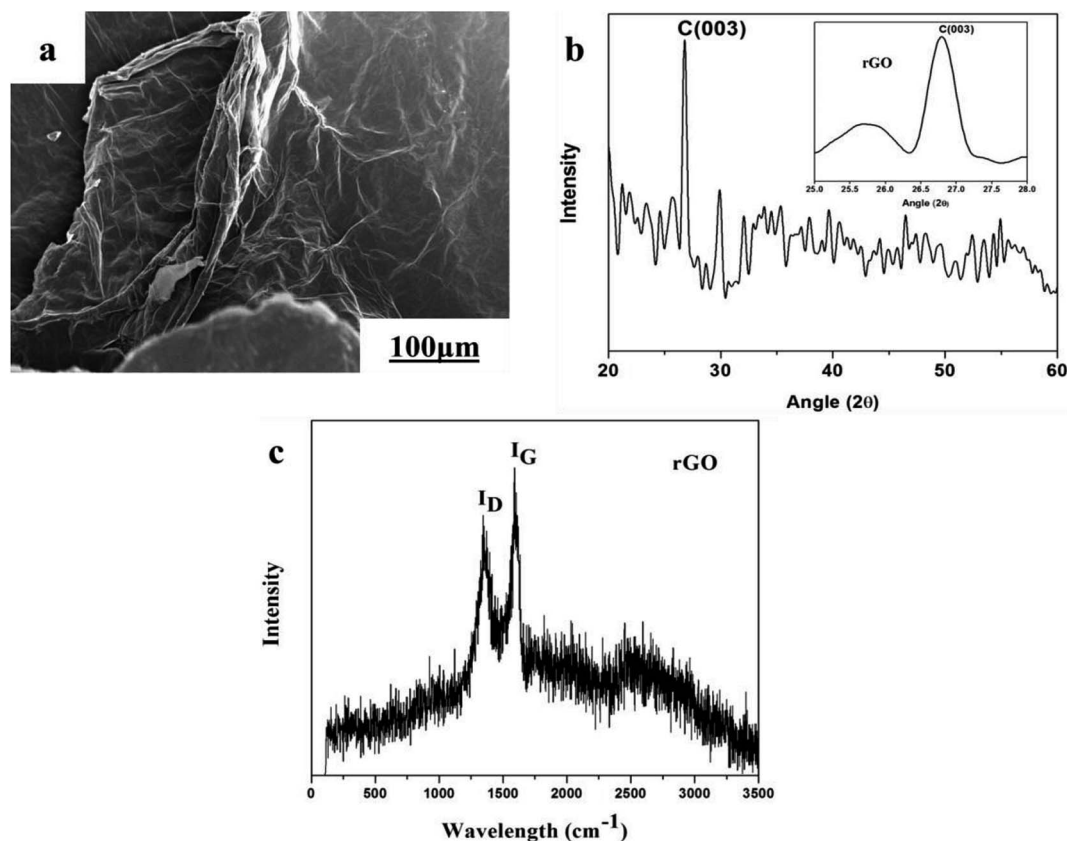 a
100µm
b
C(003)
C(003)
rGO
25.0 25.5 26.0 26.5 27.0 27.5 28.0
Angle (2θ)
Intensity
20 30 40 50 60
Angle (2θ)
c
I_G
I_D
rGO
Intensity
0 500 1000 1500 2000 2500 3000 3500
Wavelength (cm⁻¹)